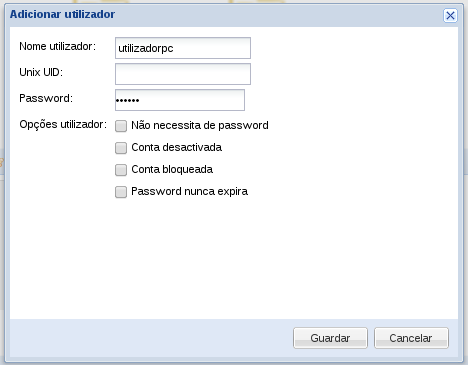 Adicionar utilizador
Nome utilizador: utilizadorpc
Unix UID:
Password: ••••••
Opções utilizador: Não necessita de password
Conta desactivada
Conta bloqueada
Password nunca expira
Guardar Cancelar